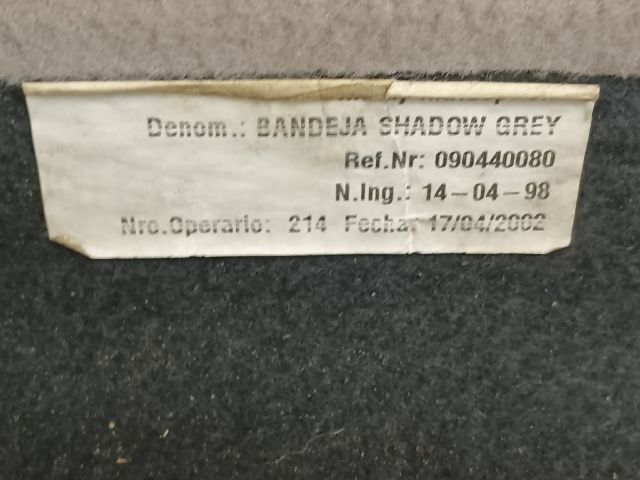 Denom.: BANDEJA SHADOW GREY
Ref.Nr: 090440080
N.Ing.: 14-04-98
Nro.Operario: 214 Fecha: 17/04/2002